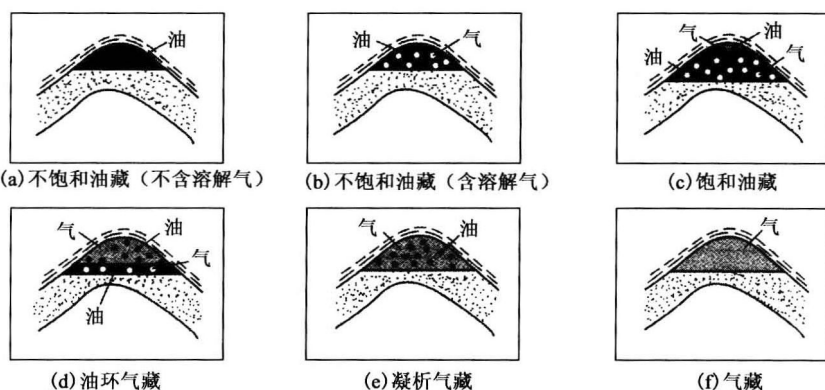 油
(a)不饱和油藏（不含溶解气）
油 气
(b)不饱和油藏（含溶解气）
气 油
油 气
(c)饱和油藏
气 油
气
油
(d)油环气藏
气 油
(e)凝析气藏
气
(f)气藏